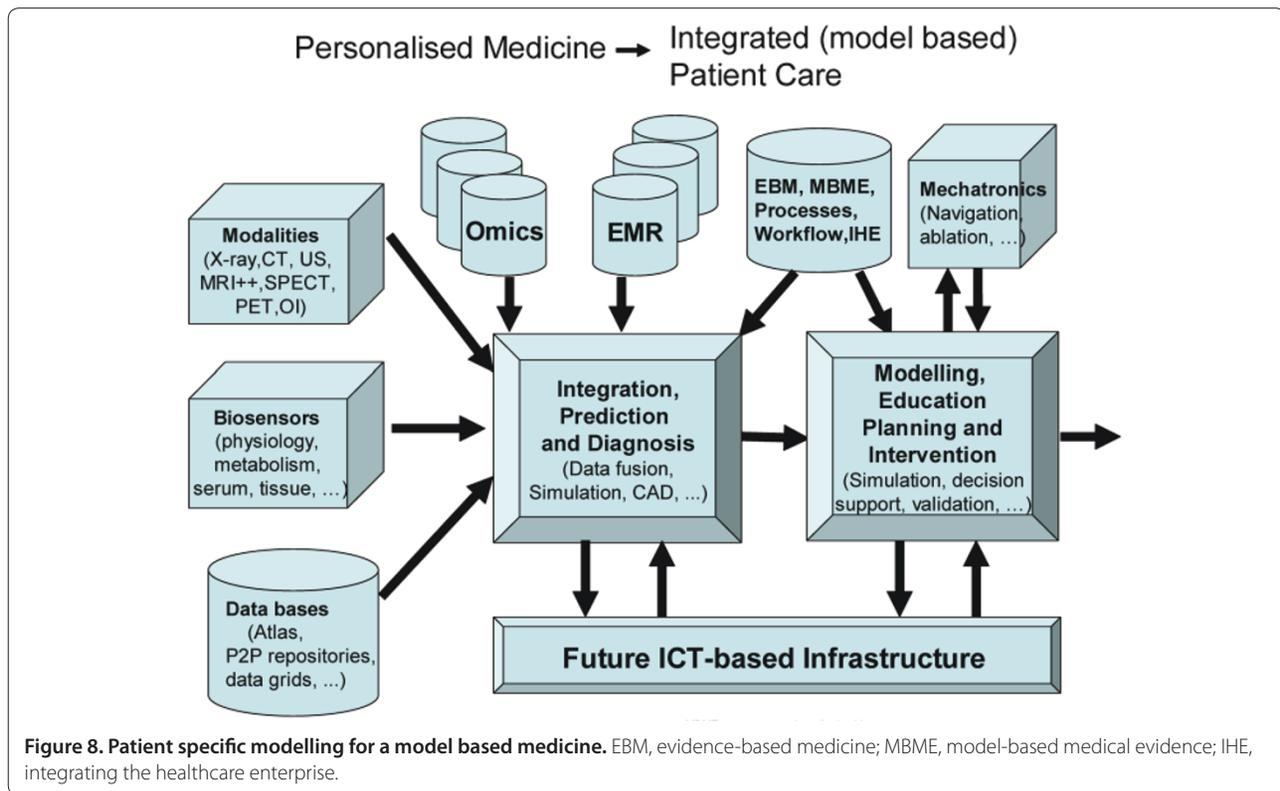 Personalised Medicine → Integrated (model based)
Patient Care
Omics
EMR
EBM, MBME,
Processes,
Workflow,IHE
Mechatronics
(Navigation,
ablation, ...)
Modalities
(X-ray,CT, US,
MRI++,SPECT,
PET,OI)
Biosensors
(physiology,
metabolism,
serum, tissue, ...)
Data bases
(Atlas,
P2P repositories,
data grids, ...)
Integration,
Prediction
and Diagnosis
(Data fusion,
Simulation, CAD, ...)
Modelling,
Education
Planning and
Intervention
(Simulation, decision
support, validation, ...)
Future ICT-based Infrastructure
Figure 8. Patient specific modelling for a model based medicine. EBM, evidence-based medicine; MBME, model-based medical evidence; IHE,
integrating the healthcare enterprise.